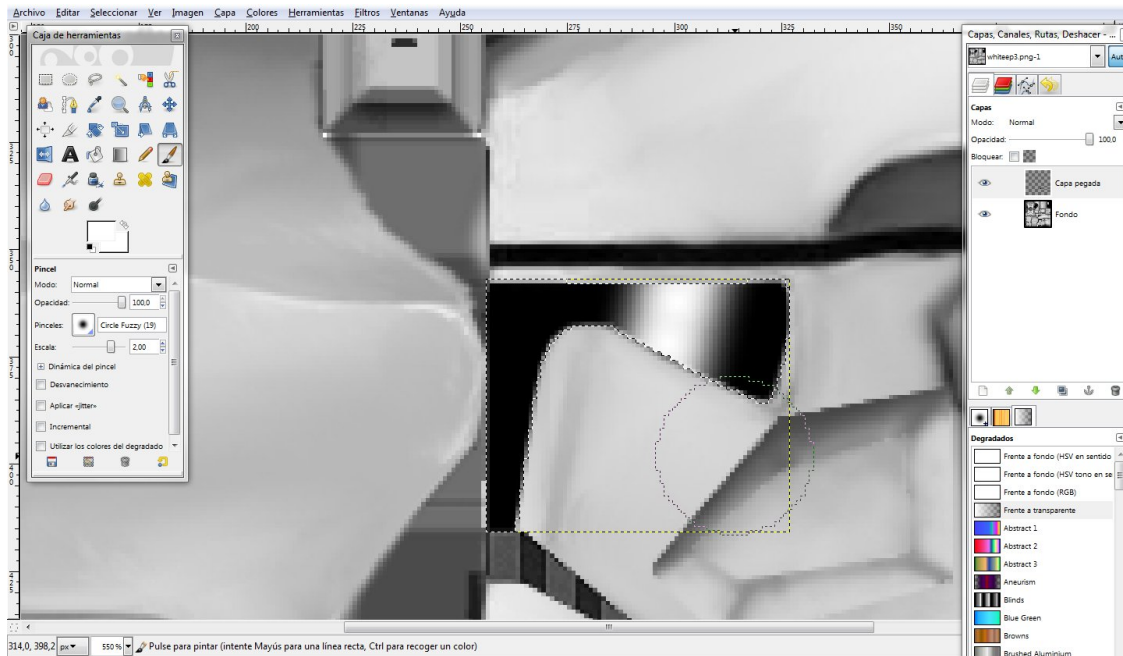 Archivo Editar Seleccionar Ver Imagen Capa Colores Herramientas Filtros Ventanas Ayuda
250 300 325 350
Caja de herramientas
Pincel
Modo: Normal
Opacidad: 100,0
Pinceles: Circle Fuzzy (19)
Escala: 2,00
Dinámica del pincel
Desvanecimiento
Aplicar «jitter»
Incremental
Utilizar los colores del degradado
Capas, Canales, Rutas, Deshacer - ...
whiteep3.png-1 Aut
Capas
Modo: Normal
Opacidad: 100,0
Bloquear:
Capa pegada
Fondo
Degradados
Frente a fondo (HSV en sentido
Frente a fondo (HSV tono en se
Frente a fondo (RGB)
Frente a transparente
Abstract 1
Abstract 2
Abstract 3
Aneurism
Blinds
Blue Green
Browns
Brushed Aluminium
314,0, 398,2 px 550 % Pulse para pintar (intente Mayús para una línea recta, Ctrl para recoger un color)